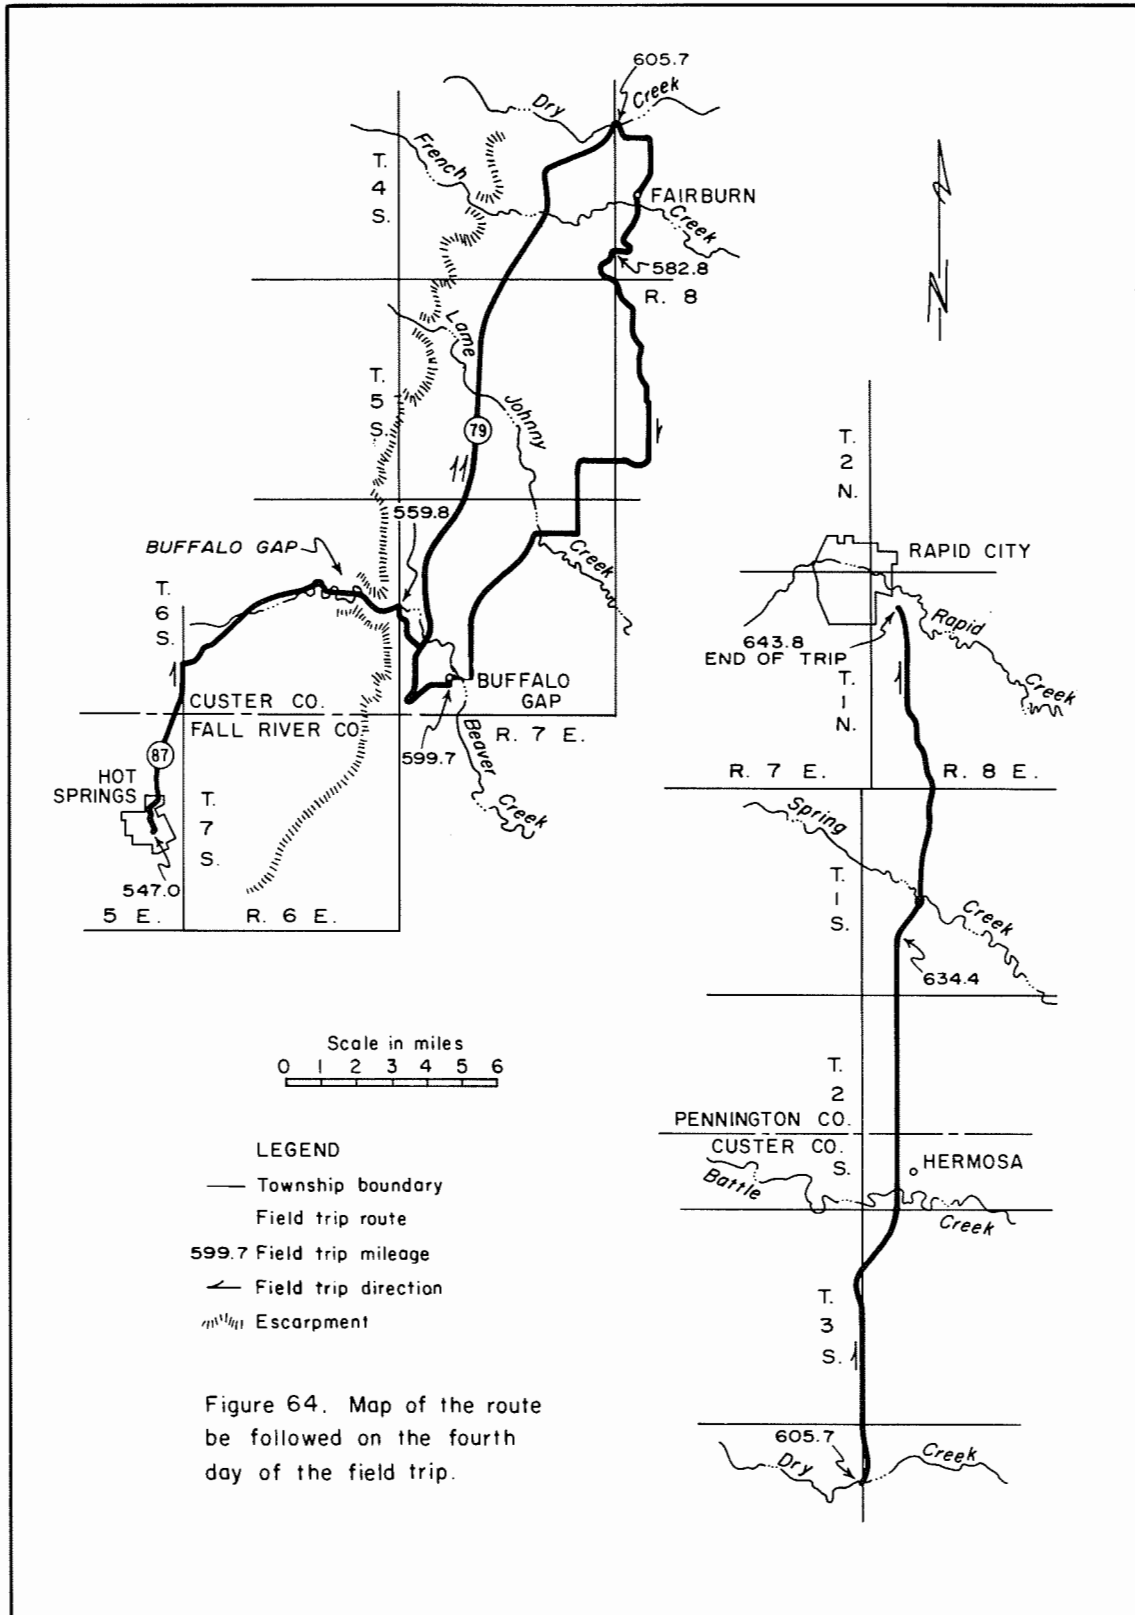 605.7
Dry
Creek
French
T.
4
S.
FAIRBURN
Creek
582.8
R. 8
Lame
T.
5
S.
Johnny
79
559.8
BUFFALO GAP
Creek
T.
6
S.
CUSTER CO.
FALL RIVER CO.
BUFFALO
GAP
R. 7 E.
599.7
Beaver
Creek
87
HOT
SPRINGS
T.
7
S.
547.0
5 E.
R. 6 E.
N
T.
2
N.
RAPID CITY
Rapid
Creek
643.8
END OF TRIP
T.
1
N.
R. 7 E.
R. 8 E.
Spring
Creek
T.
1
S.
634.4
T.
2
S.
PENNINGTON CO.
CUSTER CO.
HERMOSA
Battle
Creek
T.
3
S.
605.7
Dry
Creek
Scale in miles
0 1 2 3 4 5 6
LEGEND
Township boundary
Field trip route
599.7 Field trip mileage
Field trip direction
Escarpment
Figure 64. Map of the route
be followed on the fourth
day of the field trip.